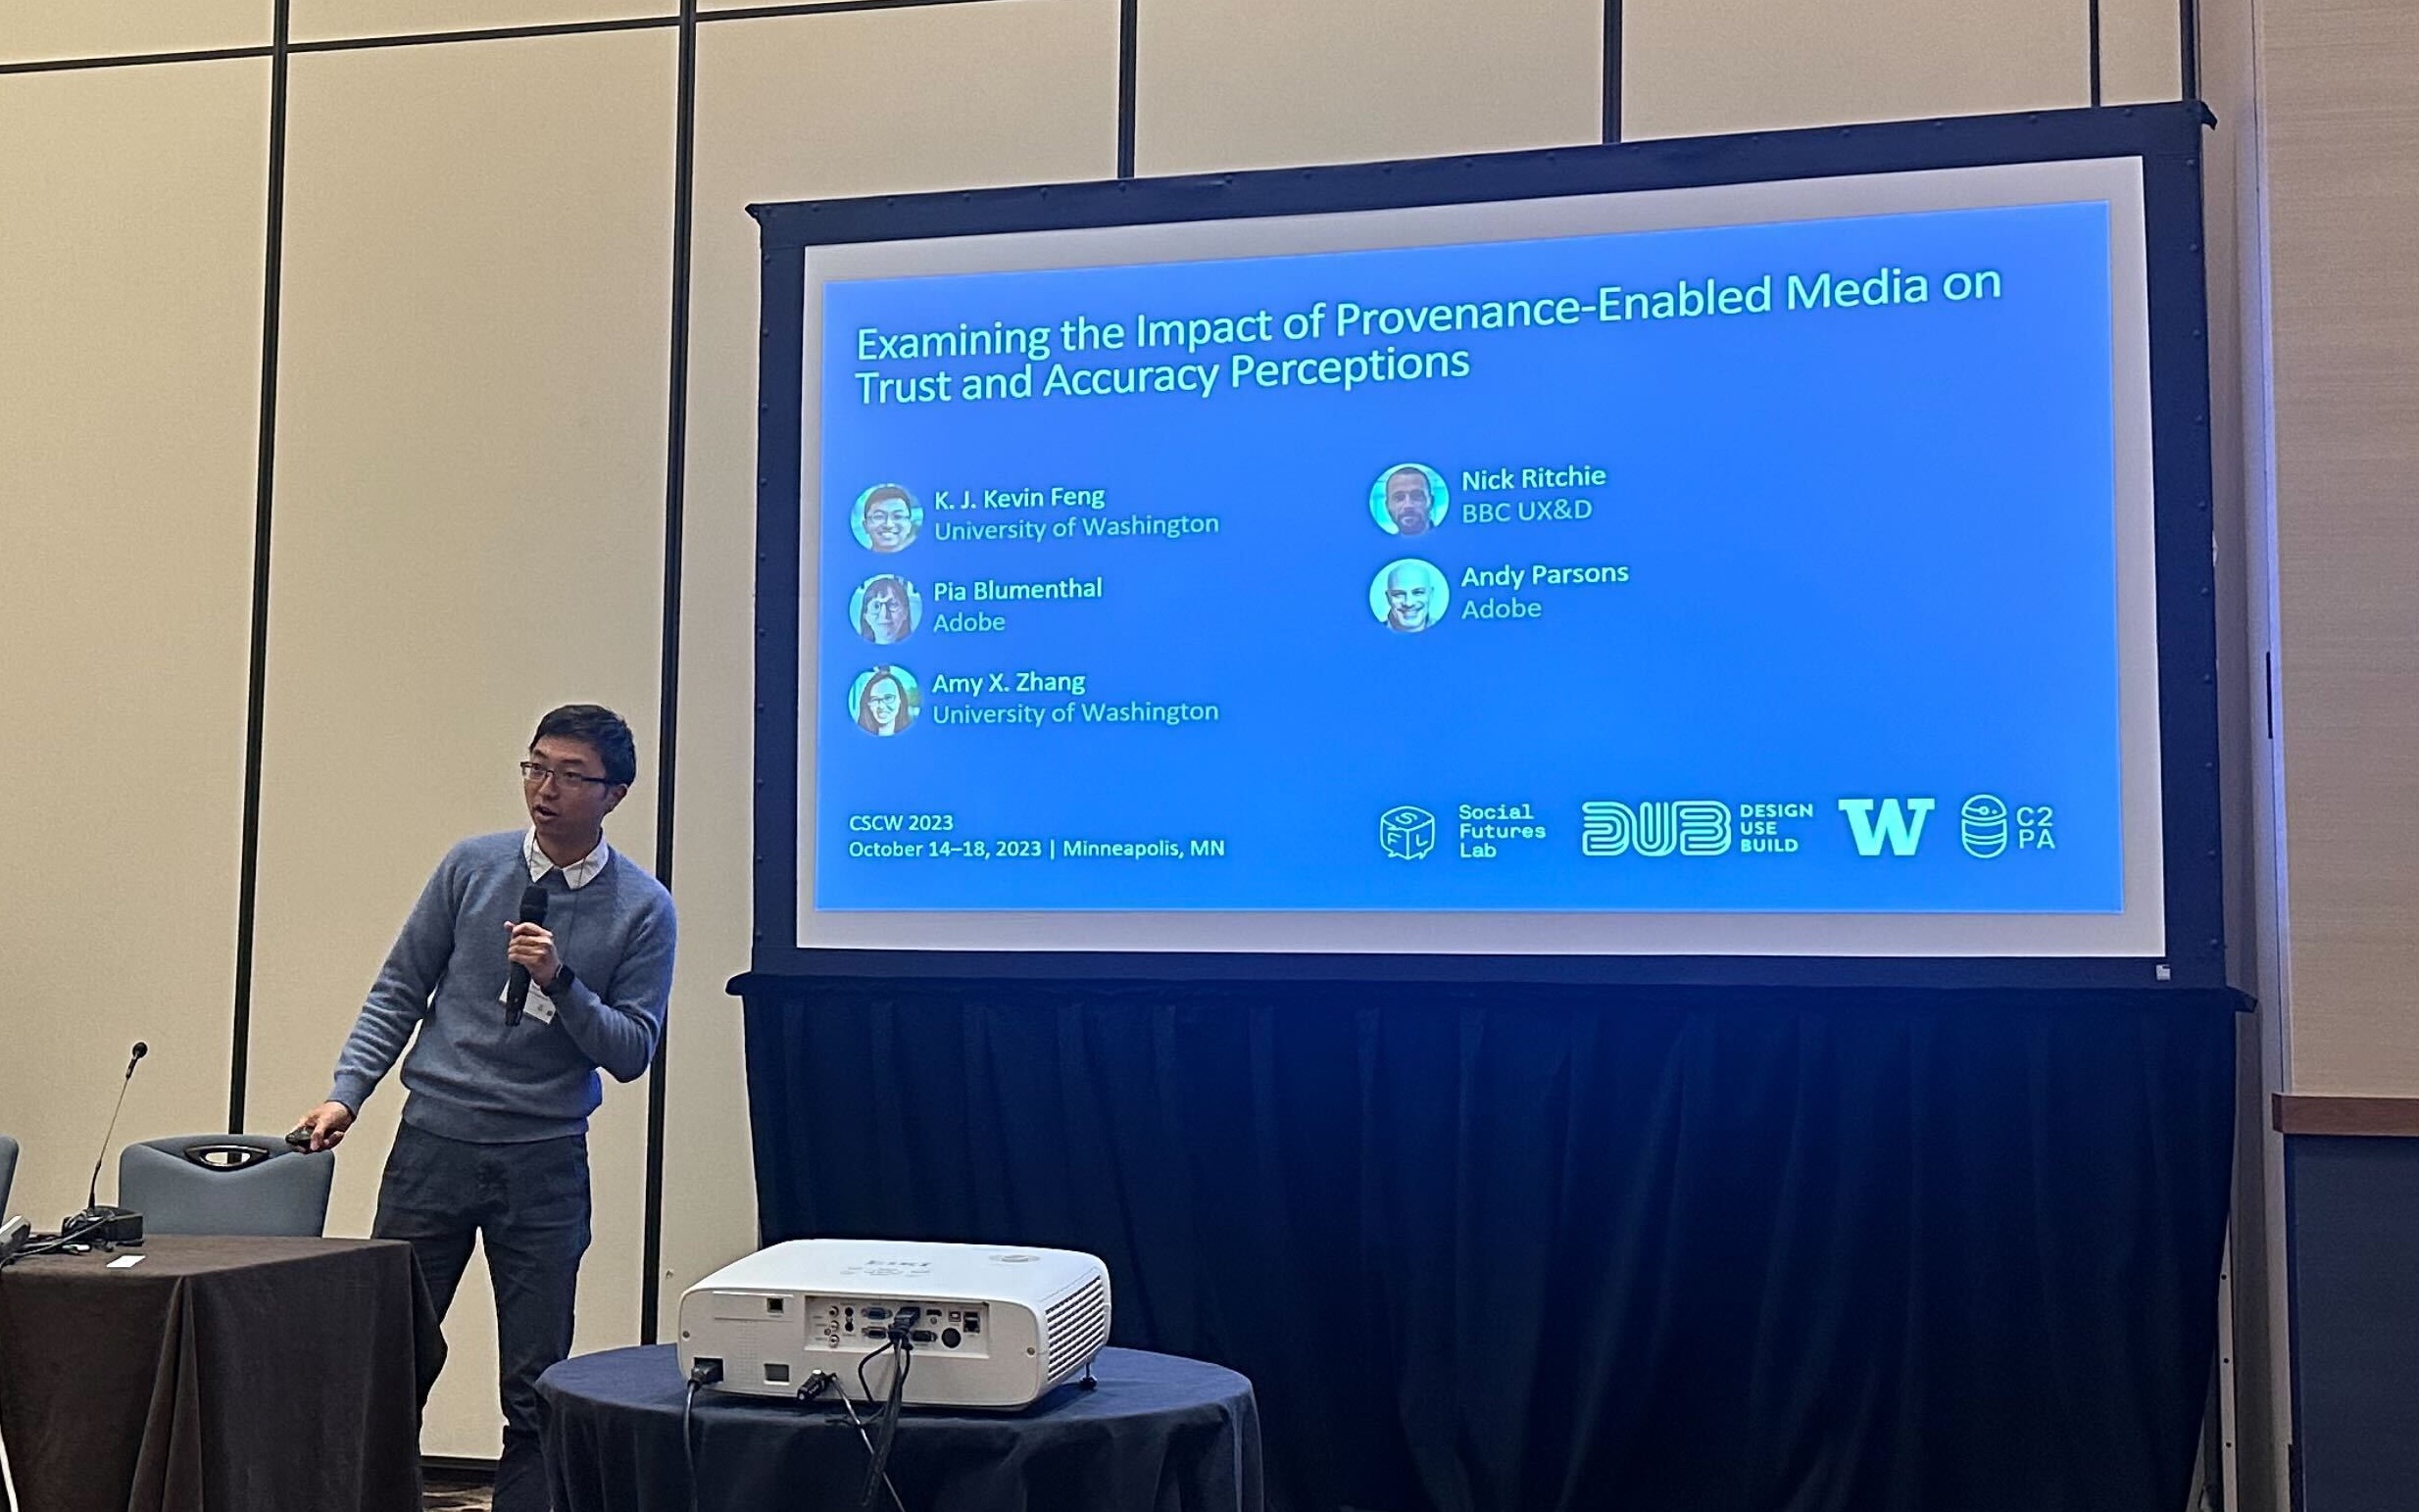 Examining the Impact of Provenance-Enabled Media on
Trust and Accuracy Perceptions
K. J. Kevin Feng
University of Washington
Pia Blumenthal
Adobe
Amy X. Zhang
University of Washington
Nick Ritchie
BBC UX&D
Andy Parsons
Adobe
CSCW 2023
October 14–18, 2023 | Minneapolis, MN
SFL
Social
Futures
Lab
DUB
DESIGN
USE
BUILD
W
C2
PA
EIKI